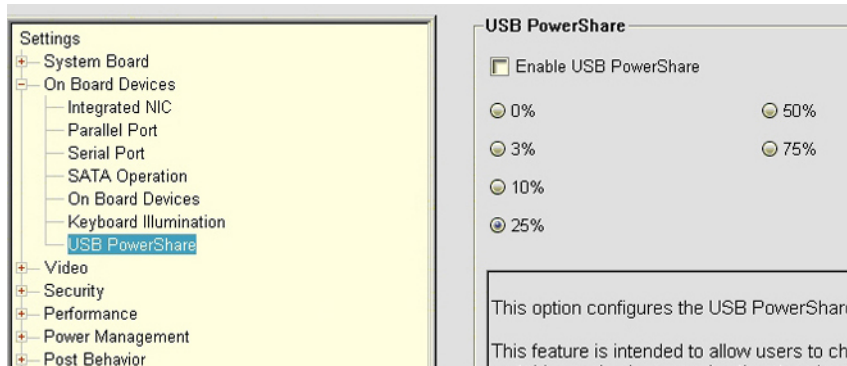 Settings
System Board
On Board Devices
Integrated NIC
Parallel Port
Serial Port
SATA Operation
On Board Devices
Keyboard Illumination
USB PowerShare
Video
Security
Performance
Power Management
Post Behavior
USB PowerShare
Enable USB PowerShare
0%
50%
3%
75%
10%
25%
This option configures the USB PowerShar
This feature is intended to allow users to ch